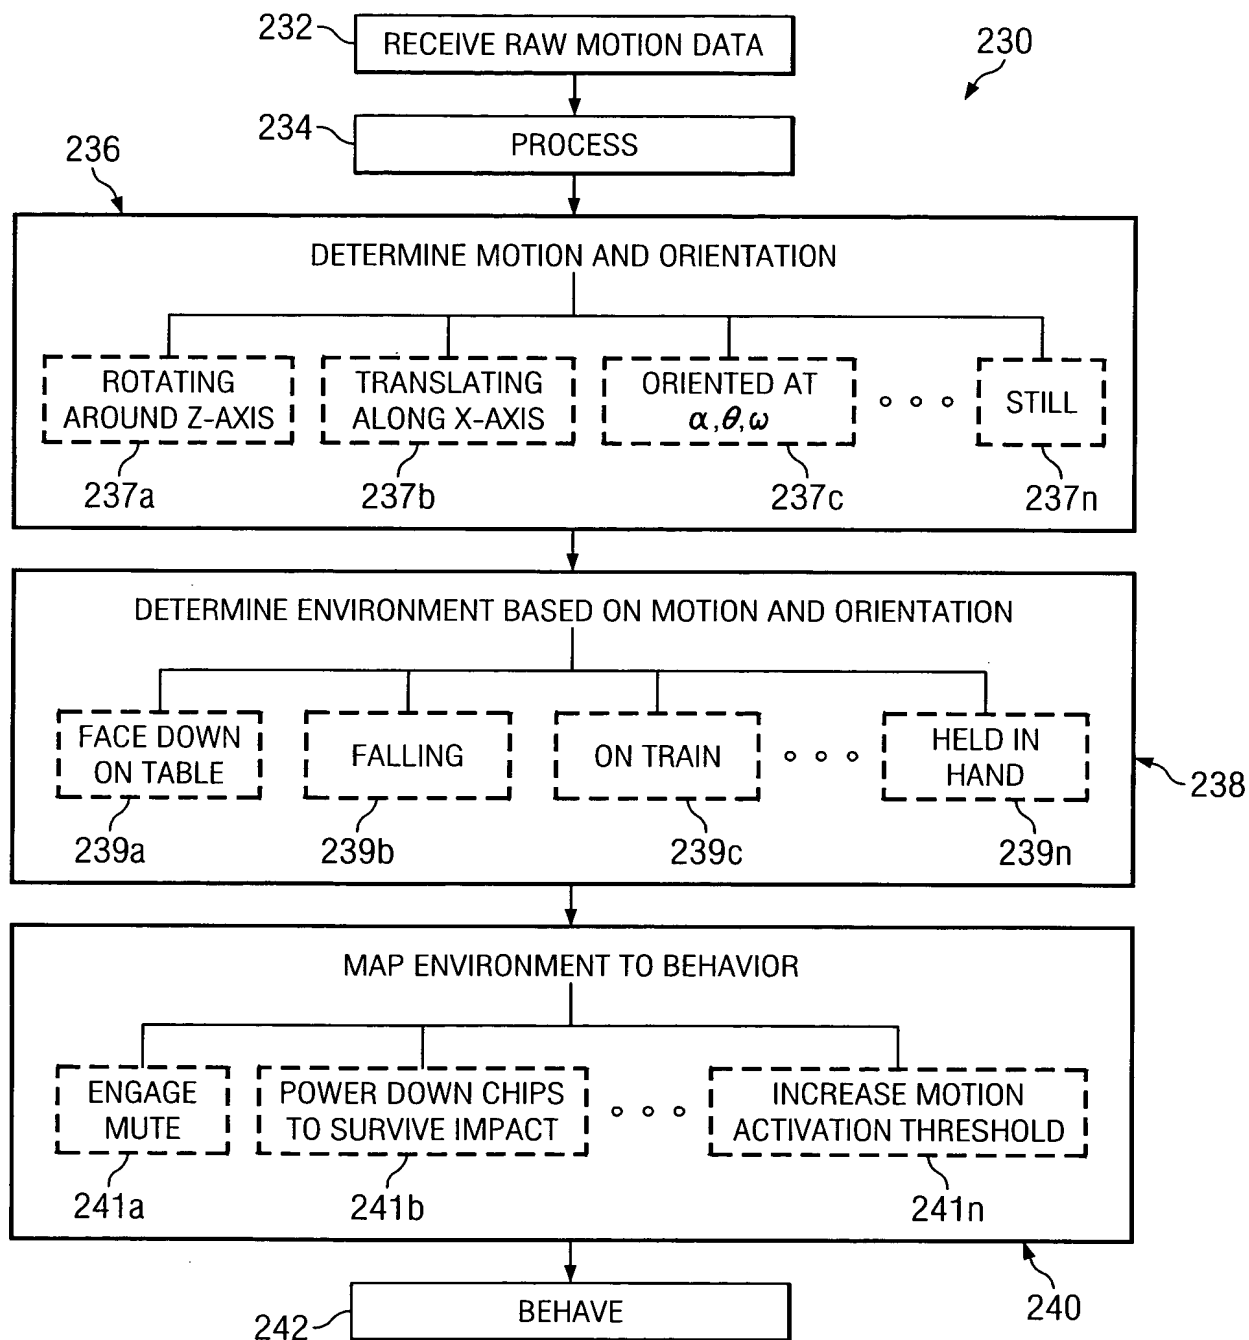 232
RECEIVE RAW MOTION DATA
230
234
PROCESS
236
DETERMINE MOTION AND ORIENTATION
ROTATING
AROUND Z-AXIS
TRANSLATING
ALONG X-AXIS
ORIENTED AT
α,θ,ω
STILL
237a
237b
237c
237n
DETERMINE ENVIRONMENT BASED ON MOTION AND ORIENTATION
FACE DOWN
ON TABLE
FALLING
ON TRAIN
HELD IN
HAND
238
239a
239b
239c
239n
MAP ENVIRONMENT TO BEHAVIOR
ENGAGE
MUTE
POWER DOWN CHIPS
TO SURVIVE IMPACT
INCREASE MOTION
ACTIVATION THRESHOLD
241a
241b
241n
240
242
BEHAVE